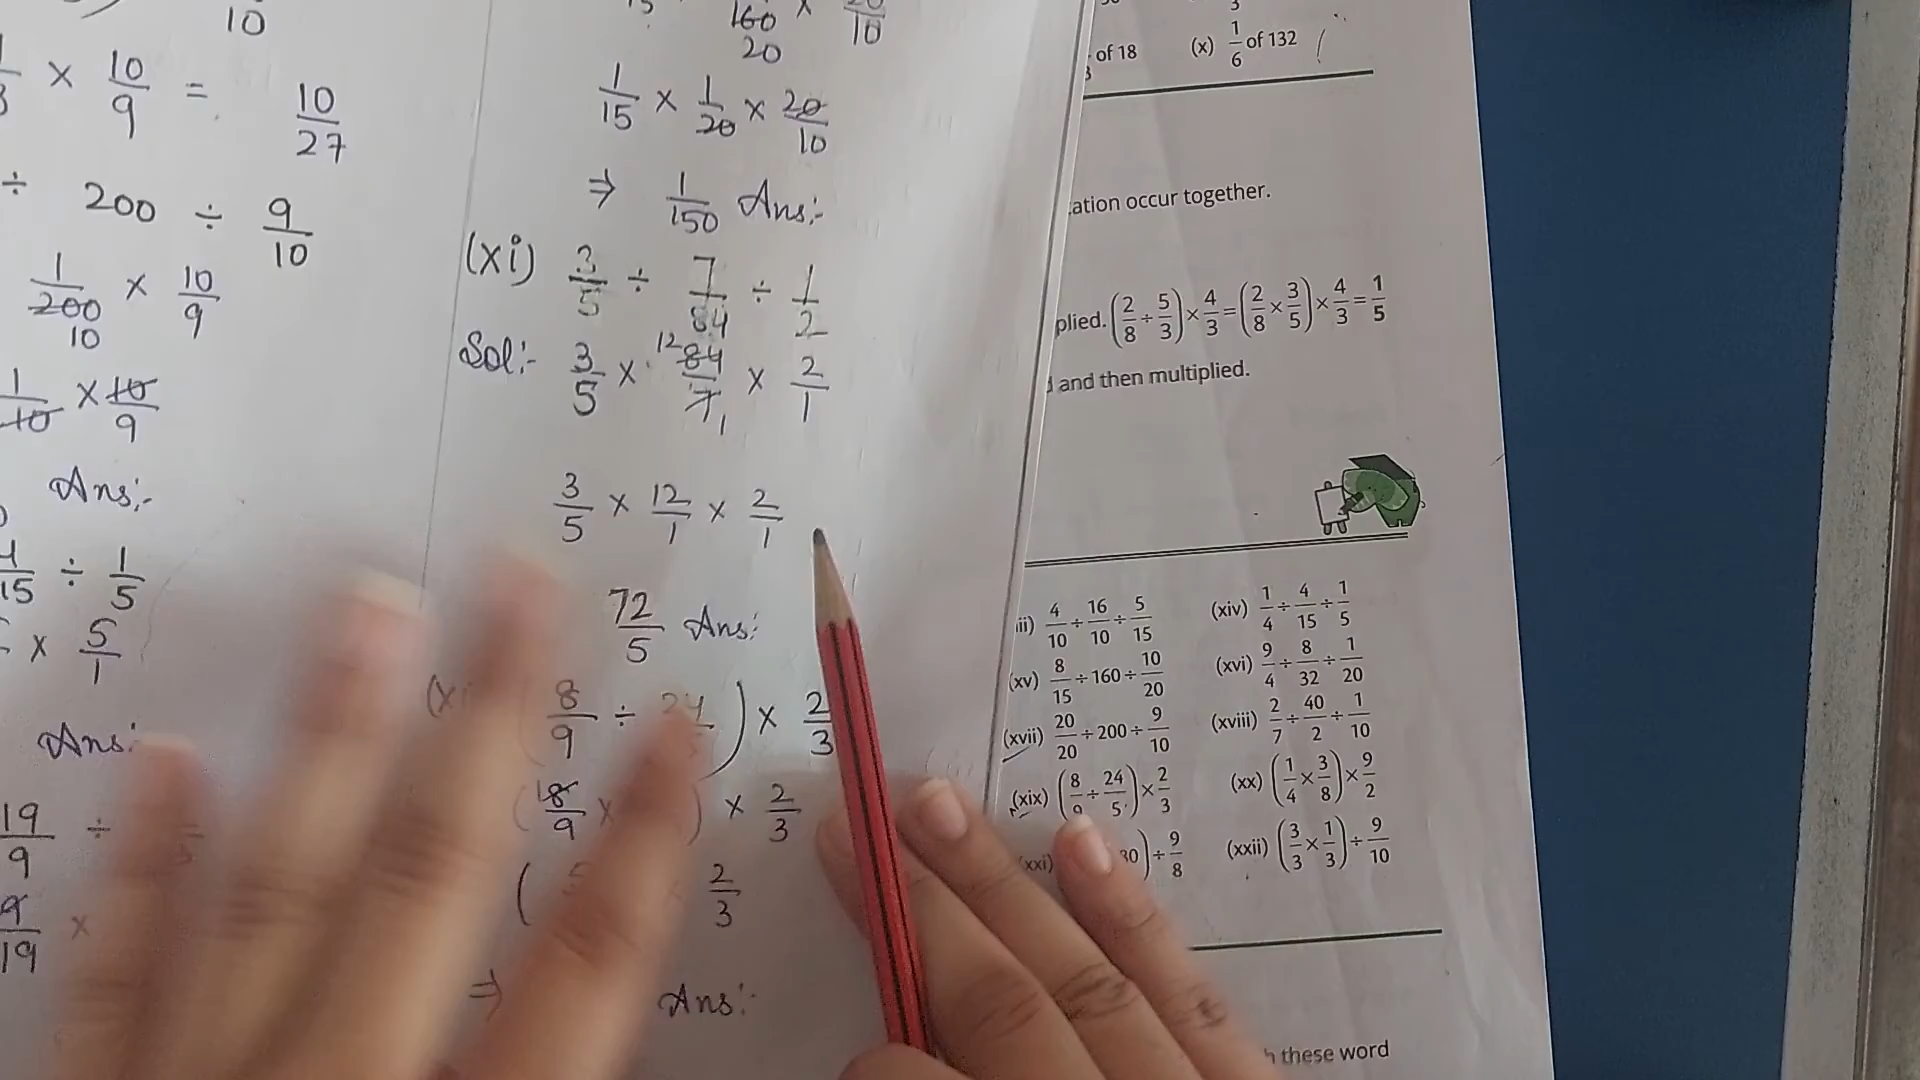 10
× 10/9 = 10/27
÷ 200 ÷ 9/10
1/200 × 10/9
10
1/10 × 10/9
Ans:-
15 ÷ 1/5
× 5/1
Ans:
19/9 ÷
9/19 ×
160 × 20/10
20
1/15 × 1/20 × 20/10
⇒ 1/150 Ans:-
(xi) 3/5 ÷ 7/84 ÷ 1/2
Sol:- 3/5 × 12 84/7 1 × 2/1
3/5 × 12/1 × 2/1
72/5 Ans:
(8/9 ÷ 24) × 2/3
(1 8/9 × ) × 2/3
( 2/3
⇒ Ans:-
of 18 (x) 1/6 of 132
occur together.
(2/8 ÷ 5/3) × 4/3 = (2/8 × 3/5) × 4/3 = 1/5
and then multiplied.
4/10 ÷ 16/10 ÷ 5/15 (xiv) 1/4 ÷ 4/15 ÷ 1/5
(xv) 8/15 ÷ 160 ÷ 10/20 (xvi) 9/4 ÷ 8/32 ÷ 1/20
(xvii) 20/20 ÷ 200 ÷ 9/10 (xviii) 2/7 ÷ 40/2 ÷ 1/10
(xix) (8/9 ÷ 24/5) × 2/3 (xx) (1/4 × 3/8) × 9/2
(xxi) ) ÷ 9/8 (xxii) (3/3 × 1/3) ÷ 9/10
these word